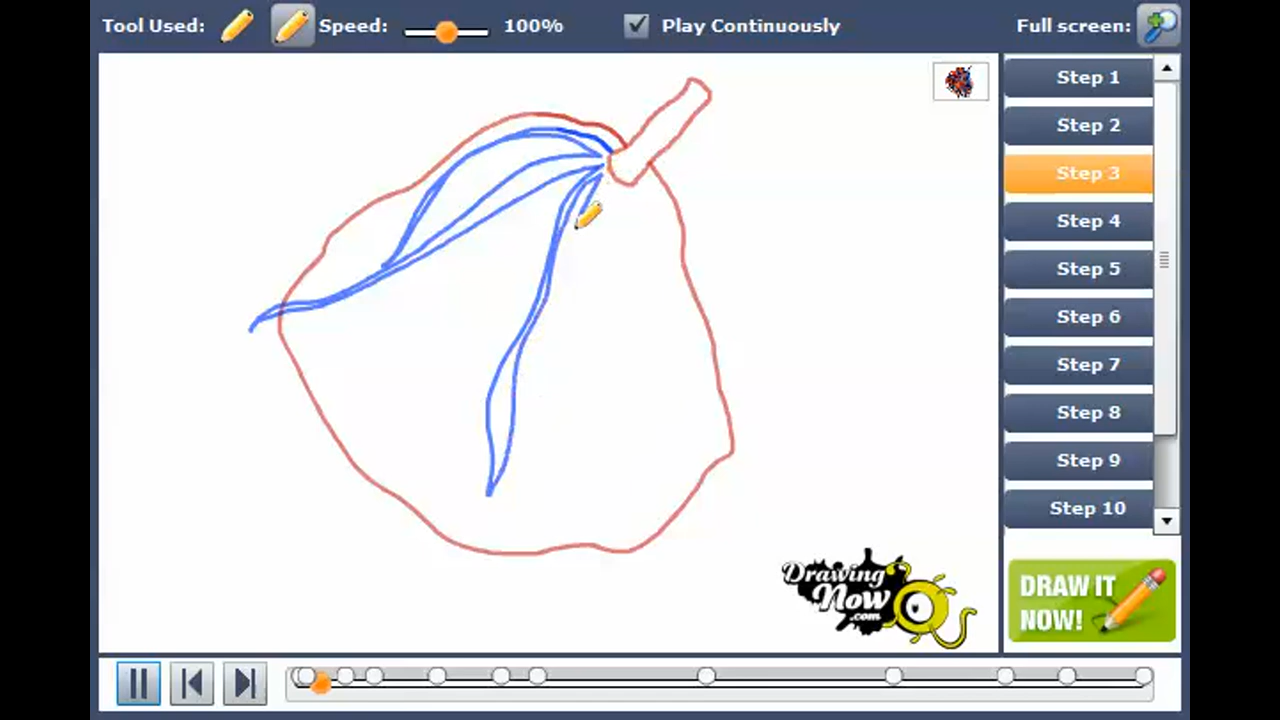 Tool Used:
Speed:
100%
Play Continuously
Full screen:
Step 1
Step 2
Step 3
Step 4
Step 5
Step 6
Step 7
Step 8
Step 9
Step 10
Drawing
Now
.com
DRAW IT
NOW!